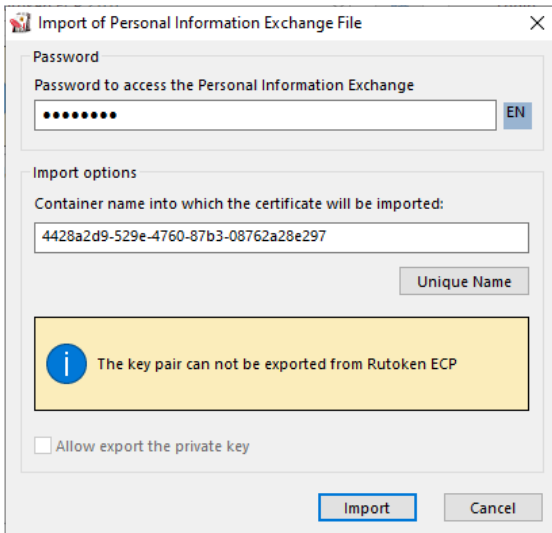 Import of Personal Information Exchange File
Password
Password to access the Personal Information Exchange
••••••••
EN
Import options
Container name into which the certificate will be imported:
4428a2d9-529e-4760-87b3-08762a28e297
Unique Name
The key pair can not be exported from Rutoken ECP
Allow export the private key
Import
Cancel